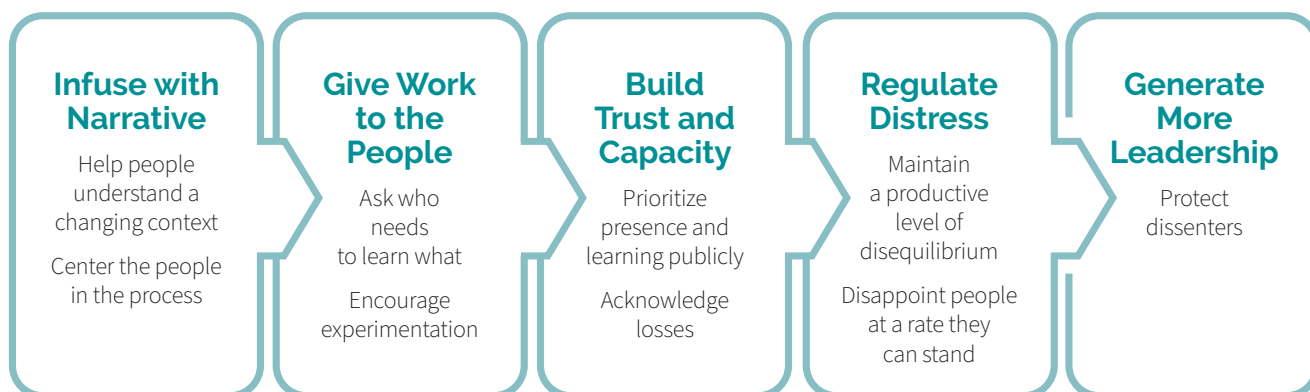 Infuse with
Narrative
Help people
understand a
changing context
Center the people
in the process
Give Work
to the
People
Ask who
needs
to learn what
Encourage
experimentation
Build
Trust and
Capacity
Prioritize
presence and
learning publicly
Acknowledge
losses
Regulate
Distress
Maintain
a productive
level of
disequilibrium
Disappoint people
at a rate they
can stand
Generate
More
Leadership
Protect
dissenters